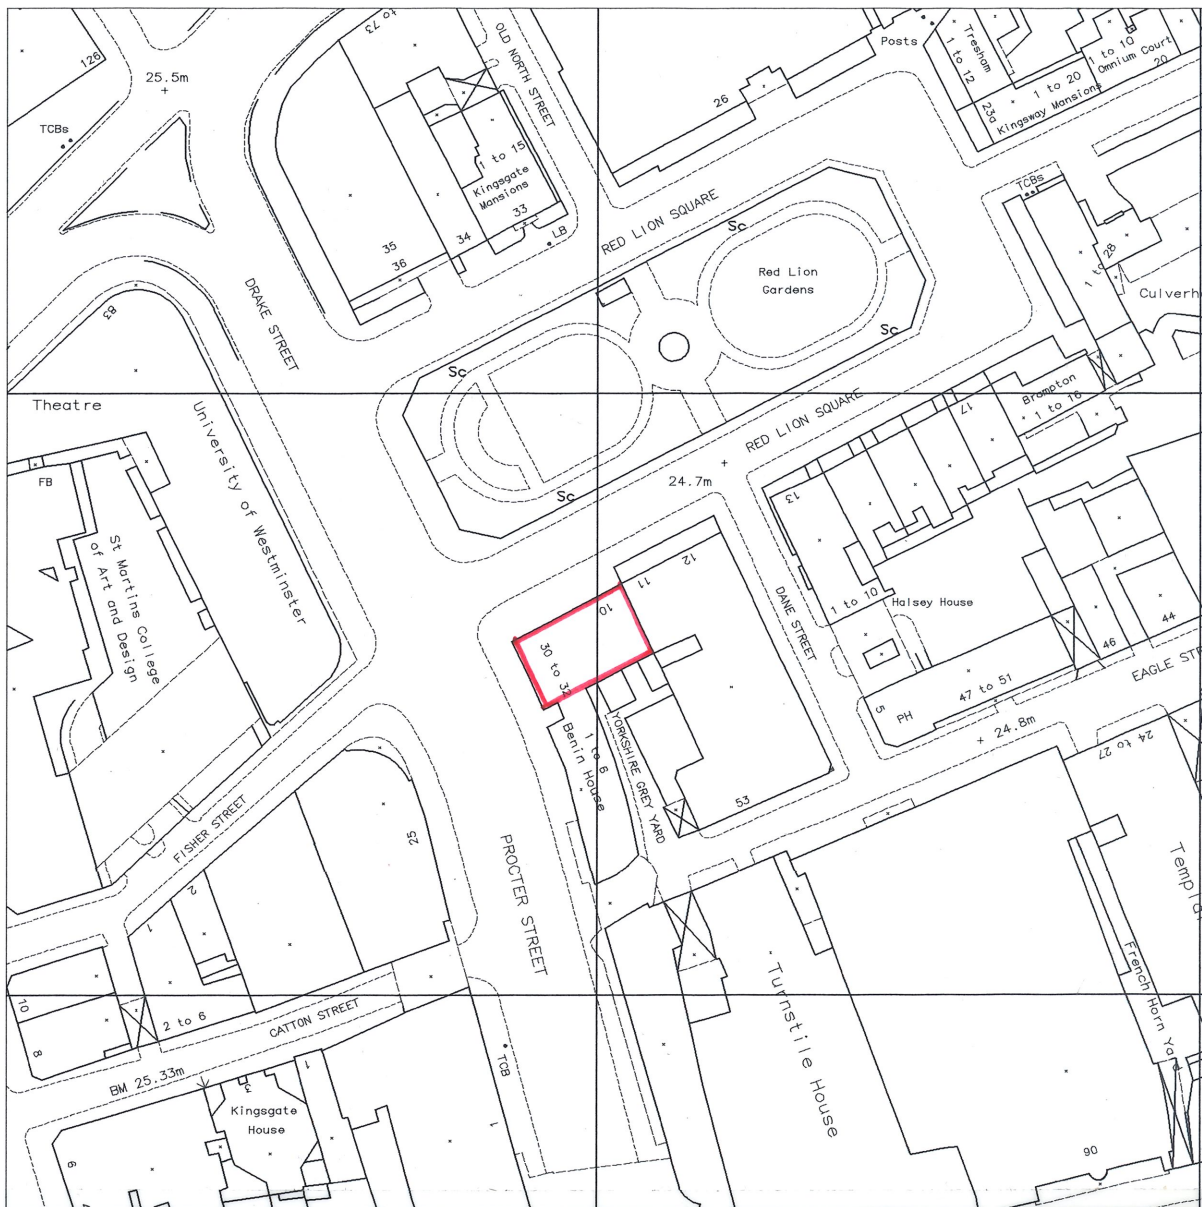 126
25.5m
TCBs
to 73
OLD NORTH STREET
1 to 15
Kingsgate
Mansions
33
34
35
36
LB
26
Posts
Tresham
1 to 12
1 to 10
Omnium Court
20
1 to 20
Kingsway Mansions
23a
TCBs
RED LION SQUARE
Sc
Red Lion
Gardens
Sc
1 to 28
Culverh
83
DRAKE STREET
Sc
Theatre
University of Westminster
FB
St Martins College
of Art and Design
RED LION SQUARE
24.7m
Sc
Brampton
1 to 16
17
13
12
11
10
30 to 32
DANE STREET
1 to 10
Halsey House
44
46
EAGLE STR
47 to 51
5
PH
24.8m
24 to 27
1 to 6
Benin House
YORKSHIRE GREY YARD
53
FISHER STREET
25
PROCTER STREET
2
1
10
8
2 to 6
CATTON STREET
BM 25.33m
TCB
1
3
Kingsgate
House
1
9
Turnstile House
Templa
French Horn Yard
90